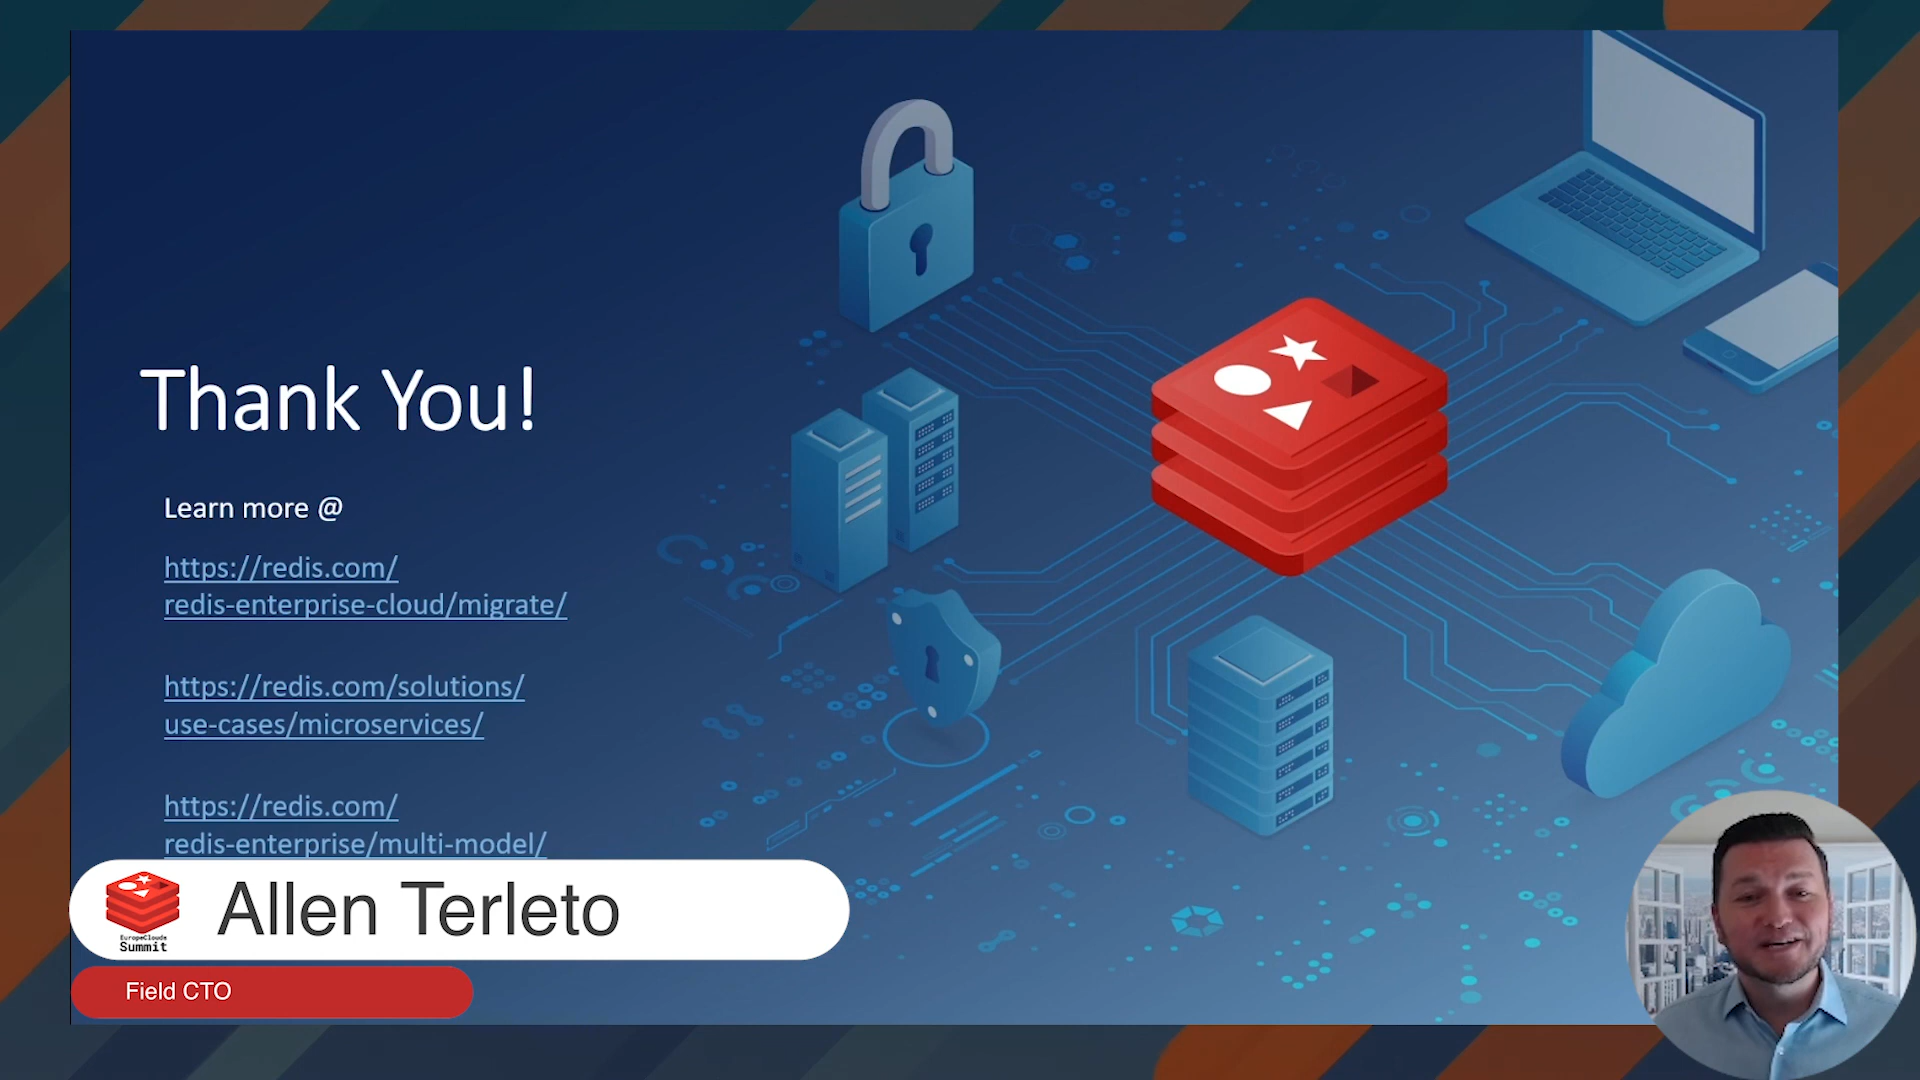 Thank You!
Learn more @
https://redis.com/
redis-enterprise-cloud/migrate/
https://redis.com/solutions/
use-cases/microservices/
https://redis.com/
redis-enterprise/multi-model/
Allen Terleto
EuropeClouds
Summit
Field CTO